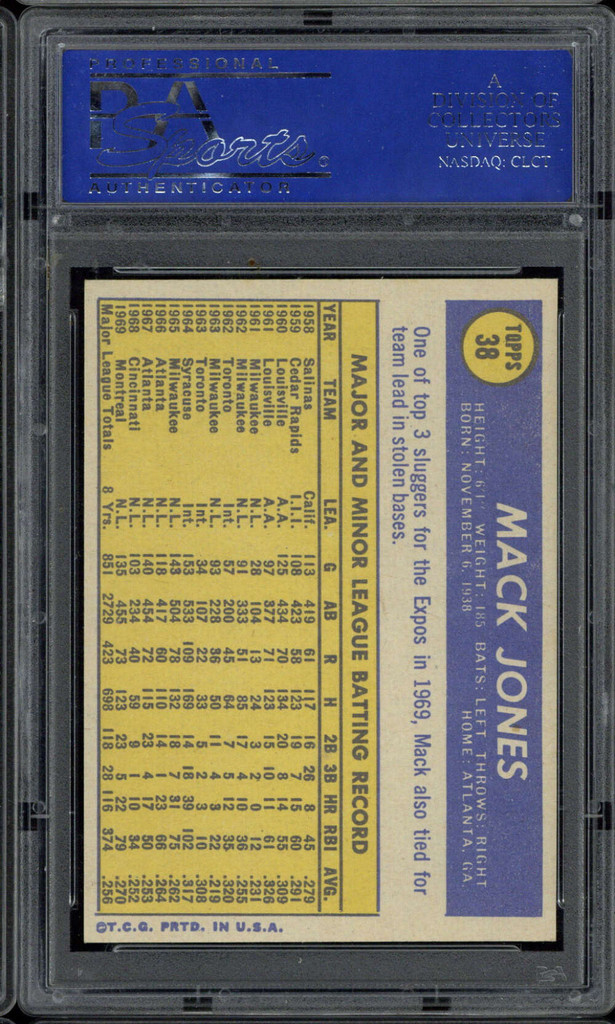 PROFESSIONAL
PSA
Sports
AUTHENTICATOR
A
DIVISION OF
COLLECTORS
UNIVERSE
NASDAQ: CLCT
TOPPS
38
MACK JONES
HEIGHT: 6'1" WEIGHT: 185 BATS: LEFT THROWS: RIGHT
BORN: NOVEMBER 6, 1938 HOME: ATLANTA, GA.
One of top 3 sluggers for the Expos in 1969, Mack also tied for
team lead in stolen bases.
MAJOR AND MINOR LEAGUE BATTING RECORD
YEAR TEAM LEA. G AB R H 2B 3B HR RBI AVG.
1958 Salinas Calif. 113 419 61 117 16 26 8 45 .279
1959 Cedar Rapids I.I.I. 108 423 58 123 19 7 15 60 .291
1960 Louisville A.A. 125 434 70 134 20 8 14 55 .309
1961 Louisville A.A. 97 377 71 123 15 10 11 61 .326
1961 Milwaukee N.L. 28 104 13 24 3 2 0 12 .231
1962 Milwaukee N.L. 91 333 51 85 17 4 10 36 .255
1962 Toronto Int. 57 200 45 64 7 5 12 35 .320
1963 Milwaukee N.L. 93 228 36 50 11 4 3 22 .219
1963 Toronto Int. 34 107 22 33 5 2 3 10 .308
1964 Syracuse Int. 153 533 109 169 14 18 39 102 .317
1965 Milwaukee N.L. 143 504 78 132 18 7 31 75 .262
1966 Atlanta N.L. 118 417 60 110 14 1 23 66 .264
1967 Atlanta N.L. 140 454 72 115 23 4 17 50 .253
1968 Cincinnati N.L. 103 234 40 59 9 1 10 34 .252
1969 Montreal N.L. 135 455 73 123 23 5 22 79 .270
Major League Totals 8 Yrs. 851 2729 423 698 118 28 116 374 .256
©T.C.G. PRTD. IN U.S.A.